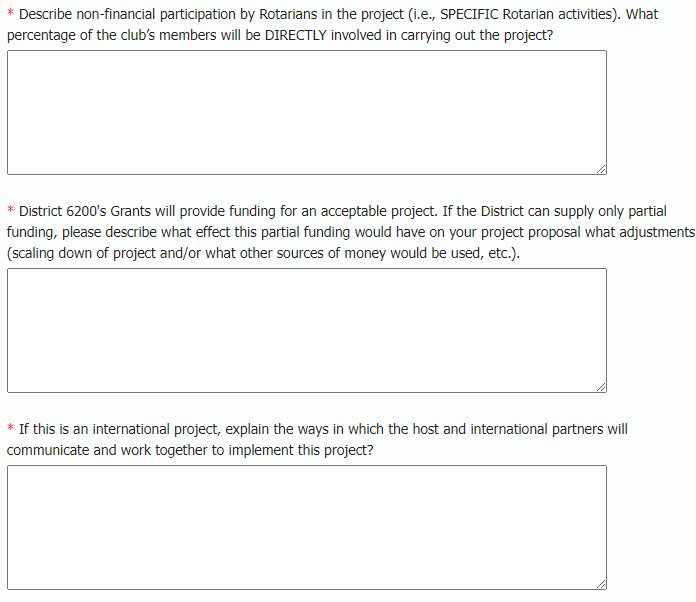 * Describe non-financial participation by Rotarians in the project (i.e., SPECIFIC Rotarian activities). What
percentage of the club's members will be DIRECTLY involved in carrying out the project?
* District 6200's Grants will provide funding for an acceptable project. If the District can supply only partial
funding, please describe what effect this partial funding would have on your project proposal what adjustments
(scaling down of project and/or what other sources of money would be used, etc.).
* If this is an international project, explain the ways in which the host and international partners will
communicate and work together to implement this project?